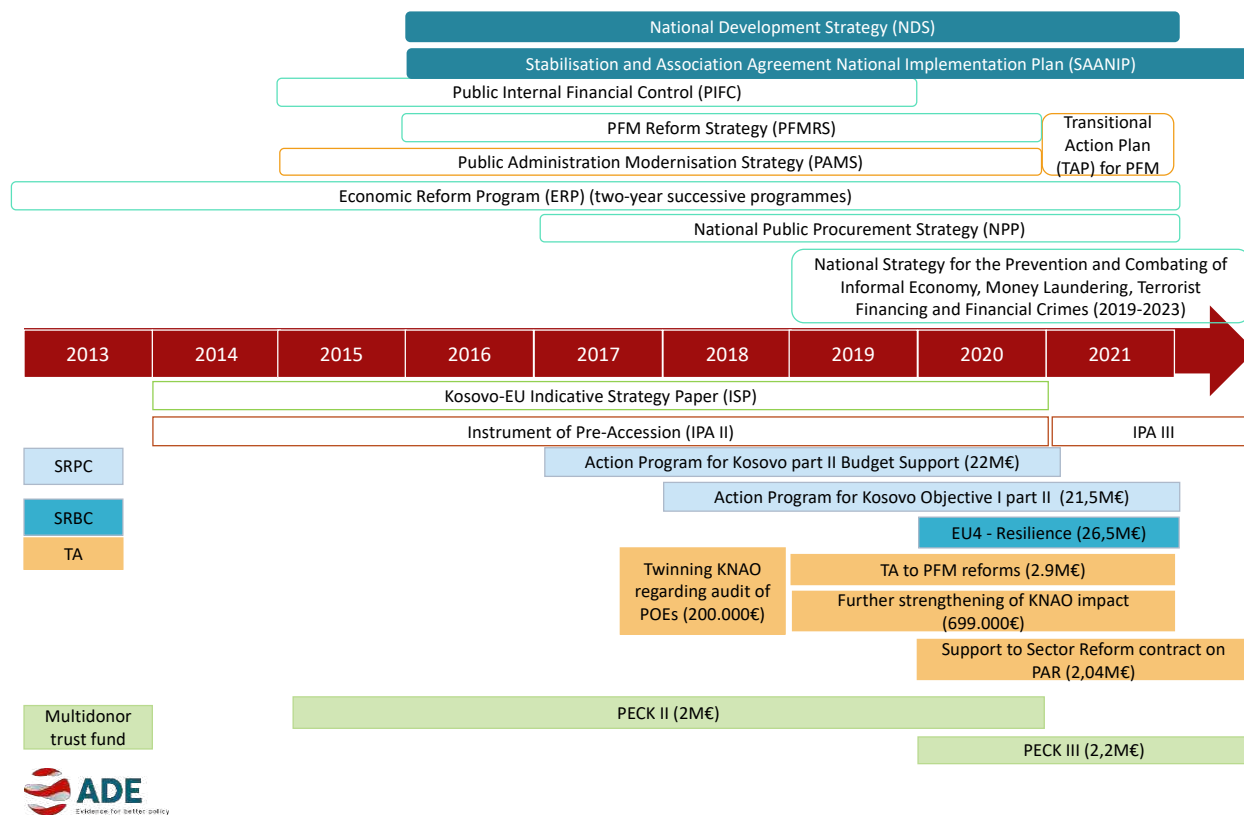 National Development Strategy (NDS)
Stabilisation and Association Agreement National Implementation Plan (SAANIP)
Public Internal Financial Control (PIFC)
PFM Reform Strategy (PFMRS)
Transitional
Action Plan
(TAP) for PFM
Public Administration Modernisation Strategy (PAMS)
Economic Reform Program (ERP) (two-year successive programmes)
National Public Procurement Strategy (NPP)
National Strategy for the Prevention and Combating of
Informal Economy, Money Laundering, Terrorist
Financing and Financial Crimes (2019-2023)
2013 2014 2015 2016 2017 2018 2019 2020 2021
Kosovo-EU Indicative Strategy Paper (ISP)
Instrument of Pre-Accession (IPA II) IPA III
SRPC
Action Program for Kosovo part II Budget Support (22M€)
Action Program for Kosovo Objective I part II (21,5M€)
SRBC
EU4 - Resilience (26,5M€)
TA
Twinning KNAO
regarding audit of
POEs (200.000€)
TA to PFM reforms (2.9M€)
Further strengthening of KNAO impact
(699.000€)
Support to Sector Reform contract on
PAR (2,04M€)
Multidonor
trust fund
PECK II (2M€)
PECK III (2,2M€)
ADE
Evidence for better policy